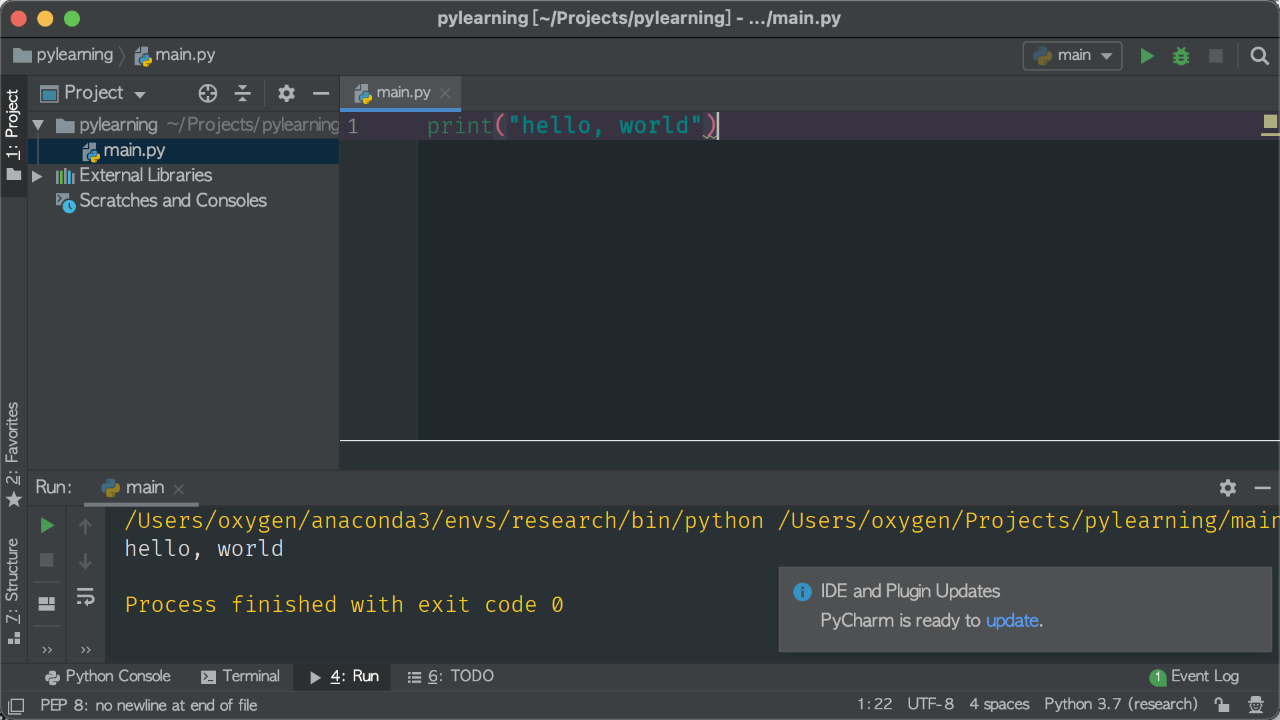 pylearning [~/Projects/pylearning] - .../main.py
pylearning main.py
main
Project
main.py
1: Project
pylearning ~/Projects/pylearning
main.py
External Libraries
Scratches and Consoles
1 print("hello, world")
2: Favorites
7: Structure
Run: main
/Users/oxygen/anaconda3/envs/research/bin/python /Users/oxygen/Projects/pylearning/main
hello, world
Process finished with exit code 0
IDE and Plugin Updates
PyCharm is ready to update.
Python Console Terminal 4: Run 6: TODO 1 Event Log
PEP 8: no newline at end of file 1:22 UTF-8 4 spaces Python 3.7 (research)